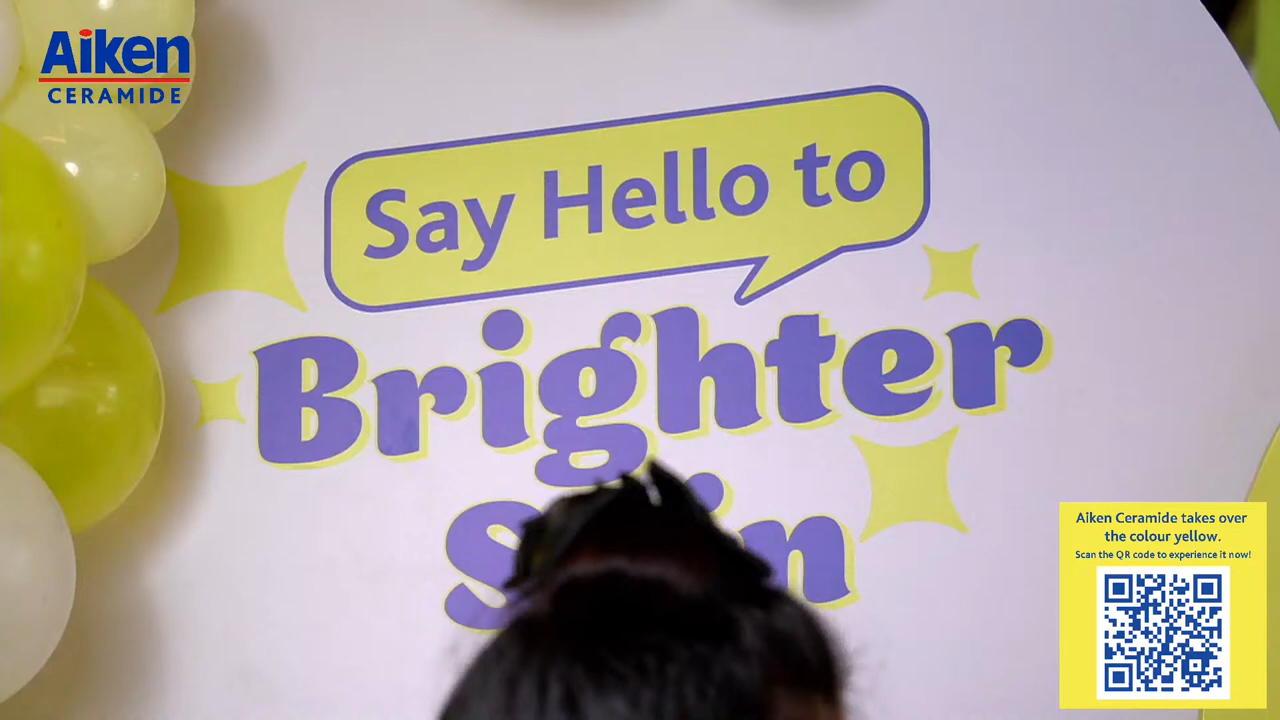 Aiken
CERAMIDE
Say Hello to
Brighter
Aiken Ceramide takes over
the colour yellow.
Scan the QR code to experience it now!